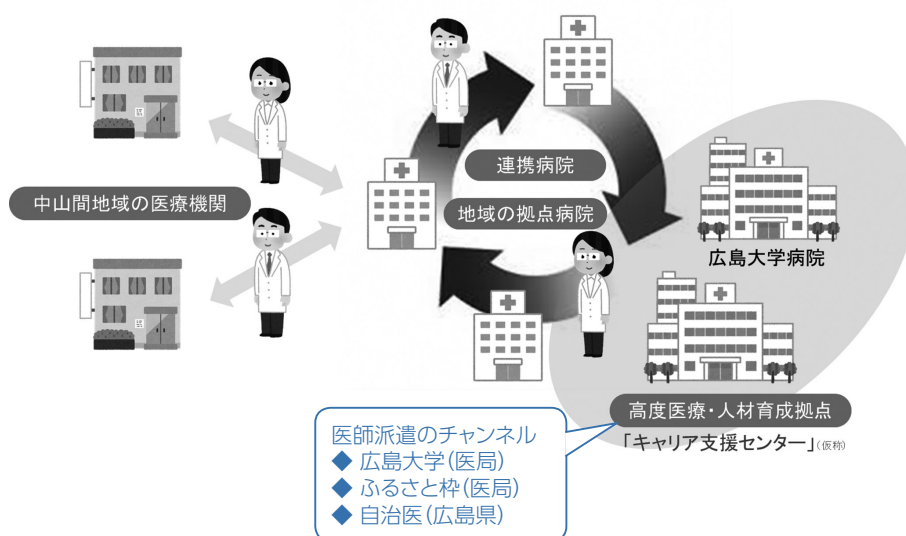 連携病院
中山間地域の医療機関
地域の拠点病院
広島大学病院
高度医療・人材育成拠点
「キャリア支援センター」(仮称)
医師派遣のチャンネル
◆ 広島大学(医局)
◆ ふるさと枠(医局)
◆ 自治医(広島県)